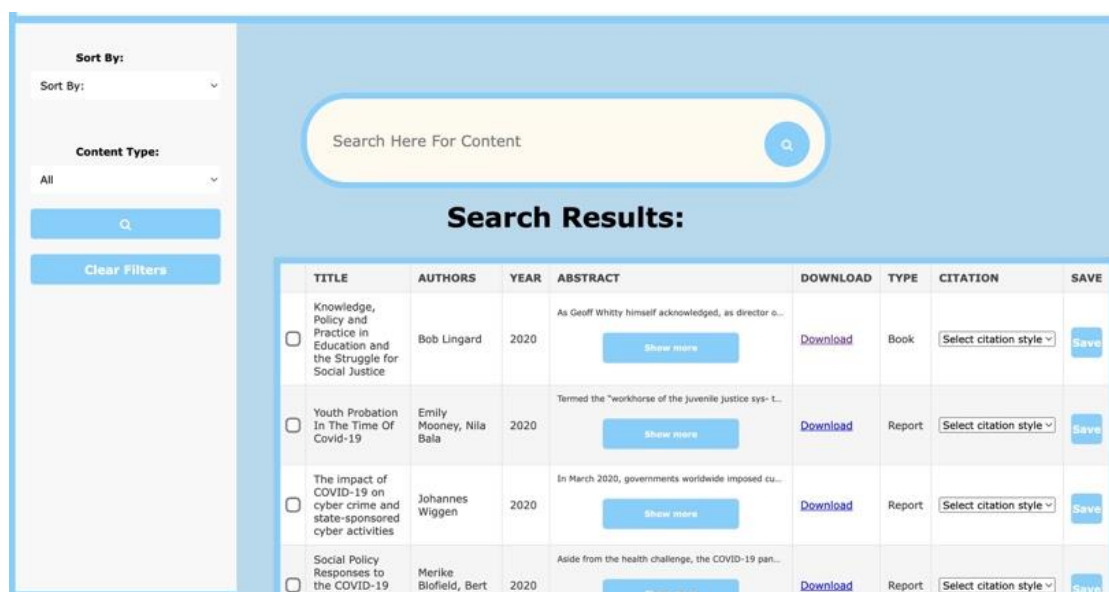 Sort By:
Sort By:
Content Type:
All
Clear Filters
Search Here For Content
Search Results:
TITLE AUTHORS YEAR ABSTRACT DOWNLOAD TYPE CITATION SAVE
Knowledge,
Policy and
Practice in
Education and
the Struggle for
Social Justice
Bob Lingard
2020
As Geoff Whitty himself acknowledged, as director o...
Show more
Download
Book
Select citation style
Save
Youth Probation
In The Time Of
Covid-19
Emily
Mooney, Nila
Bala
2020
Termed the "workhorse of the juvenile justice sys- t...
Show more
Download
Report
Select citation style
Save
The impact of
COVID-19 on
cyber crime and
state-sponsored
cyber activities
Johannes
Wiggen
2020
In March 2020, governments worldwide imposed cu...
Show more
Download
Report
Select citation style
Save
Social Policy
Responses to
the COVID-19
Merike
Blofield, Bert
2020
Aside from the health challenge, the COVID-19 pan...
Download
Report
Select citation style
Save